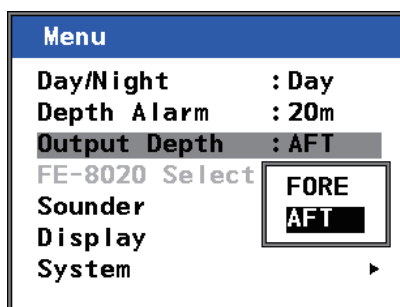 Menu
Day/Night : Day
Depth Alarm : 20m
Output Depth : AFT
FE-8020 Select
FORE
AFT
Sounder
Display
System